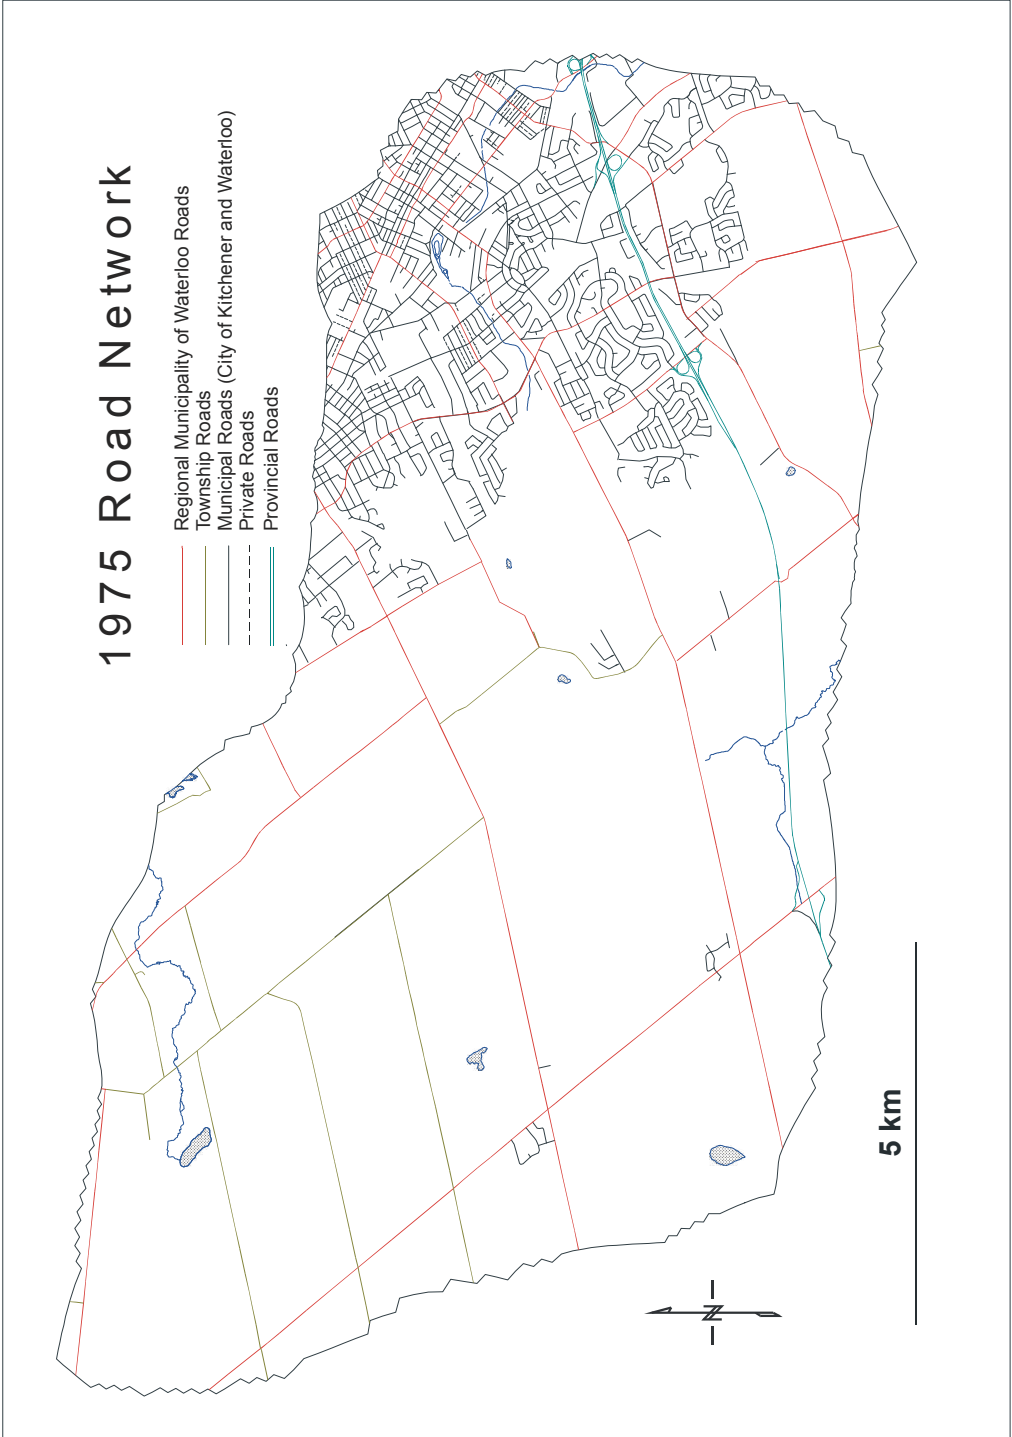 1975 Road Network
Regional Municipality of Waterloo Roads
Township Roads
Municipal Roads (City of Kitchener and Waterloo)
Private Roads
Provincial Roads
5 km
N